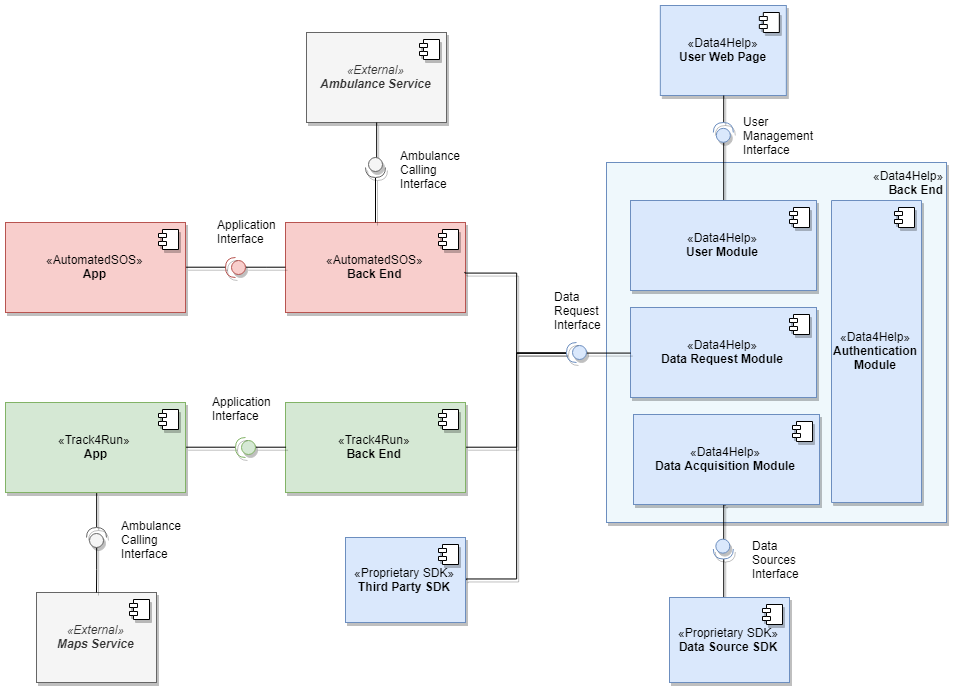 «Data4Help»
User Web Page
«External»
Ambulance Service
User
Management
Interface
Ambulance
Calling
Interface
«Data4Help»
Back End
Application
Interface
«Data4Help»
User Module
«AutomatedSOS»
App
«AutomatedSOS»
Back End
Data
Request
Interface
«Data4Help»
Data Request Module
«Data4Help»
Authentication
Module
Application
Interface
«Track4Run»
App
«Track4Run»
Back End
«Data4Help»
Data Acquisition Module
Ambulance
Calling
Interface
Data
Sources
Interface
«Proprietary SDK»
Third Party SDK
«External»
Maps Service
«Proprietary SDK»
Data Source SDK